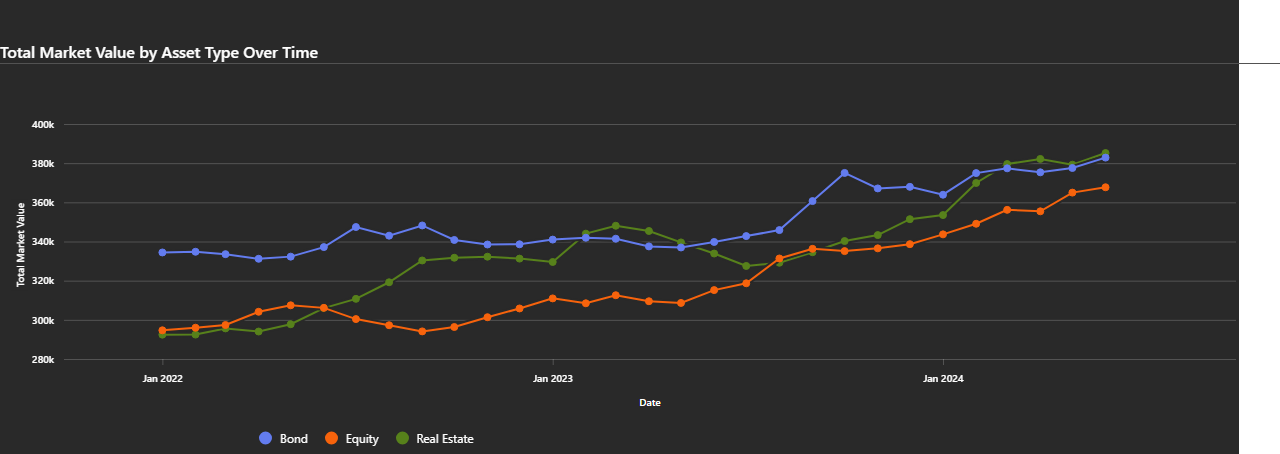 Total Market Value by Asset Type Over Time
400k
380k
360k
340k
320k
300k
280k
Total Market Value
Jan 2022 Jan 2023 Jan 2024
Date
Bond Equity Real Estate